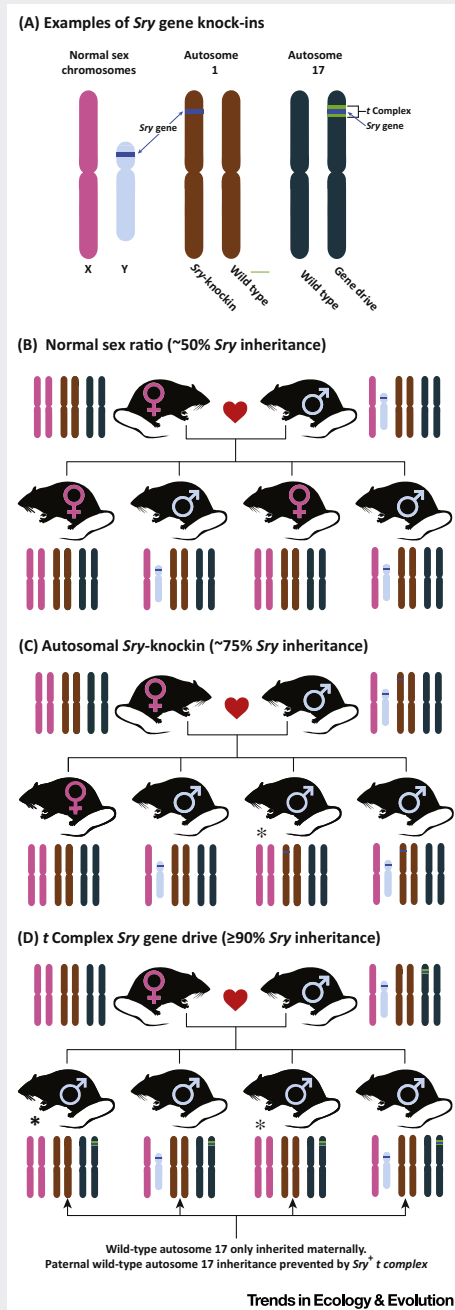 (A) Examples of Sry gene knock-ins
Normal sex
chromosomes
Autosome
1
Autosome
17
t Complex
Sry gene
Sry gene
X
Y
Sry-knockin
Wild type
Wild type
Gene drive
(B) Normal sex ratio (~50% Sry inheritance)
♀
♂
♀
♂
♀
♂
(C) Autosomal Sry-knockin (~75% Sry inheritance)
♀
♂
♀
♂
♂
♂
*
(D) t Complex Sry gene drive (≥90% Sry inheritance)
♀
♂
♂
♂
♂
♂
*
*
Wild-type autosome 17 only inherited maternally.
Paternal wild-type autosome 17 inheritance prevented by Sry⁺ t complex
Trends in Ecology & Evolution